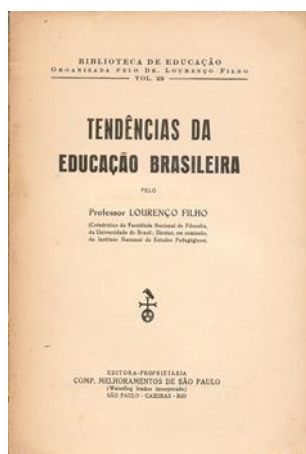 BIBLIOTECA DE EDUCAÇÃO
ORGANIZADA PELO DR. LOURENÇO FILHO
VOL. 29
TENDÊNCIAS DA
EDUCAÇÃO BRASILEIRA
PELO
Professor LOURENÇO FILHO
(Catedrático da Faculdade Nacional de Filosofia,
da Universidade do Brasil; Diretor, em comissão,
do Instituto Nacional de Estudos Pedagógicos).
EDITORA-PROPRIETÁRIA
COMP. MELHORAMENTOS DE SÃO PAULO
(Weiszflog Irmãos incorporada)
SÃO PAULO - CAIEIRAS - RIO